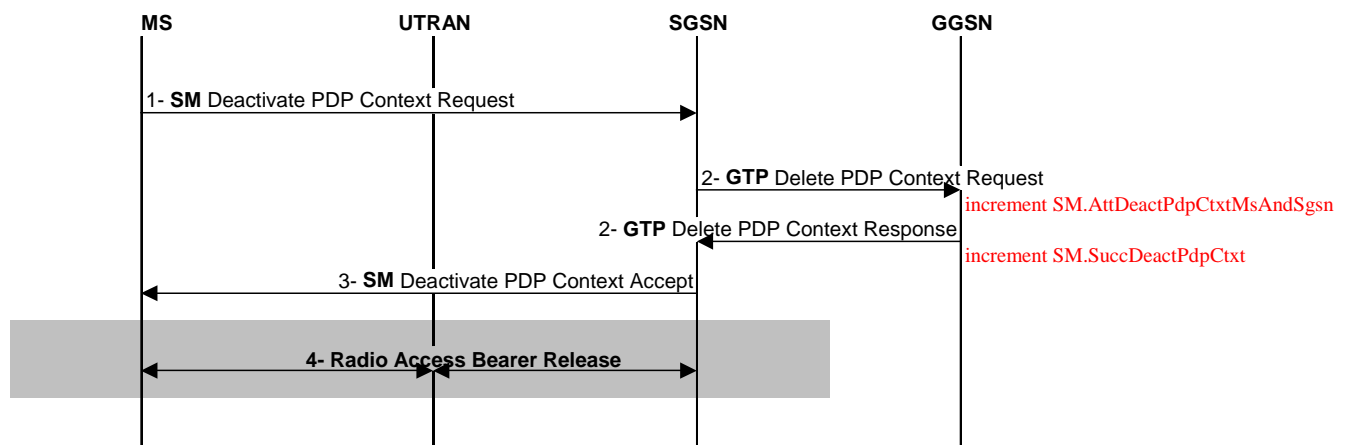 MS UTRAN SGSN GGSN
1- SM Deactivate PDP Context Request
2- GTP Delete PDP Context Request
increment SM.AttDeactPdpCtxtMsAndSgsn
2- GTP Delete PDP Context Response
increment SM.SuccDeactPdpCtxt
3- SM Deactivate PDP Context Accept
4- Radio Access Bearer Release